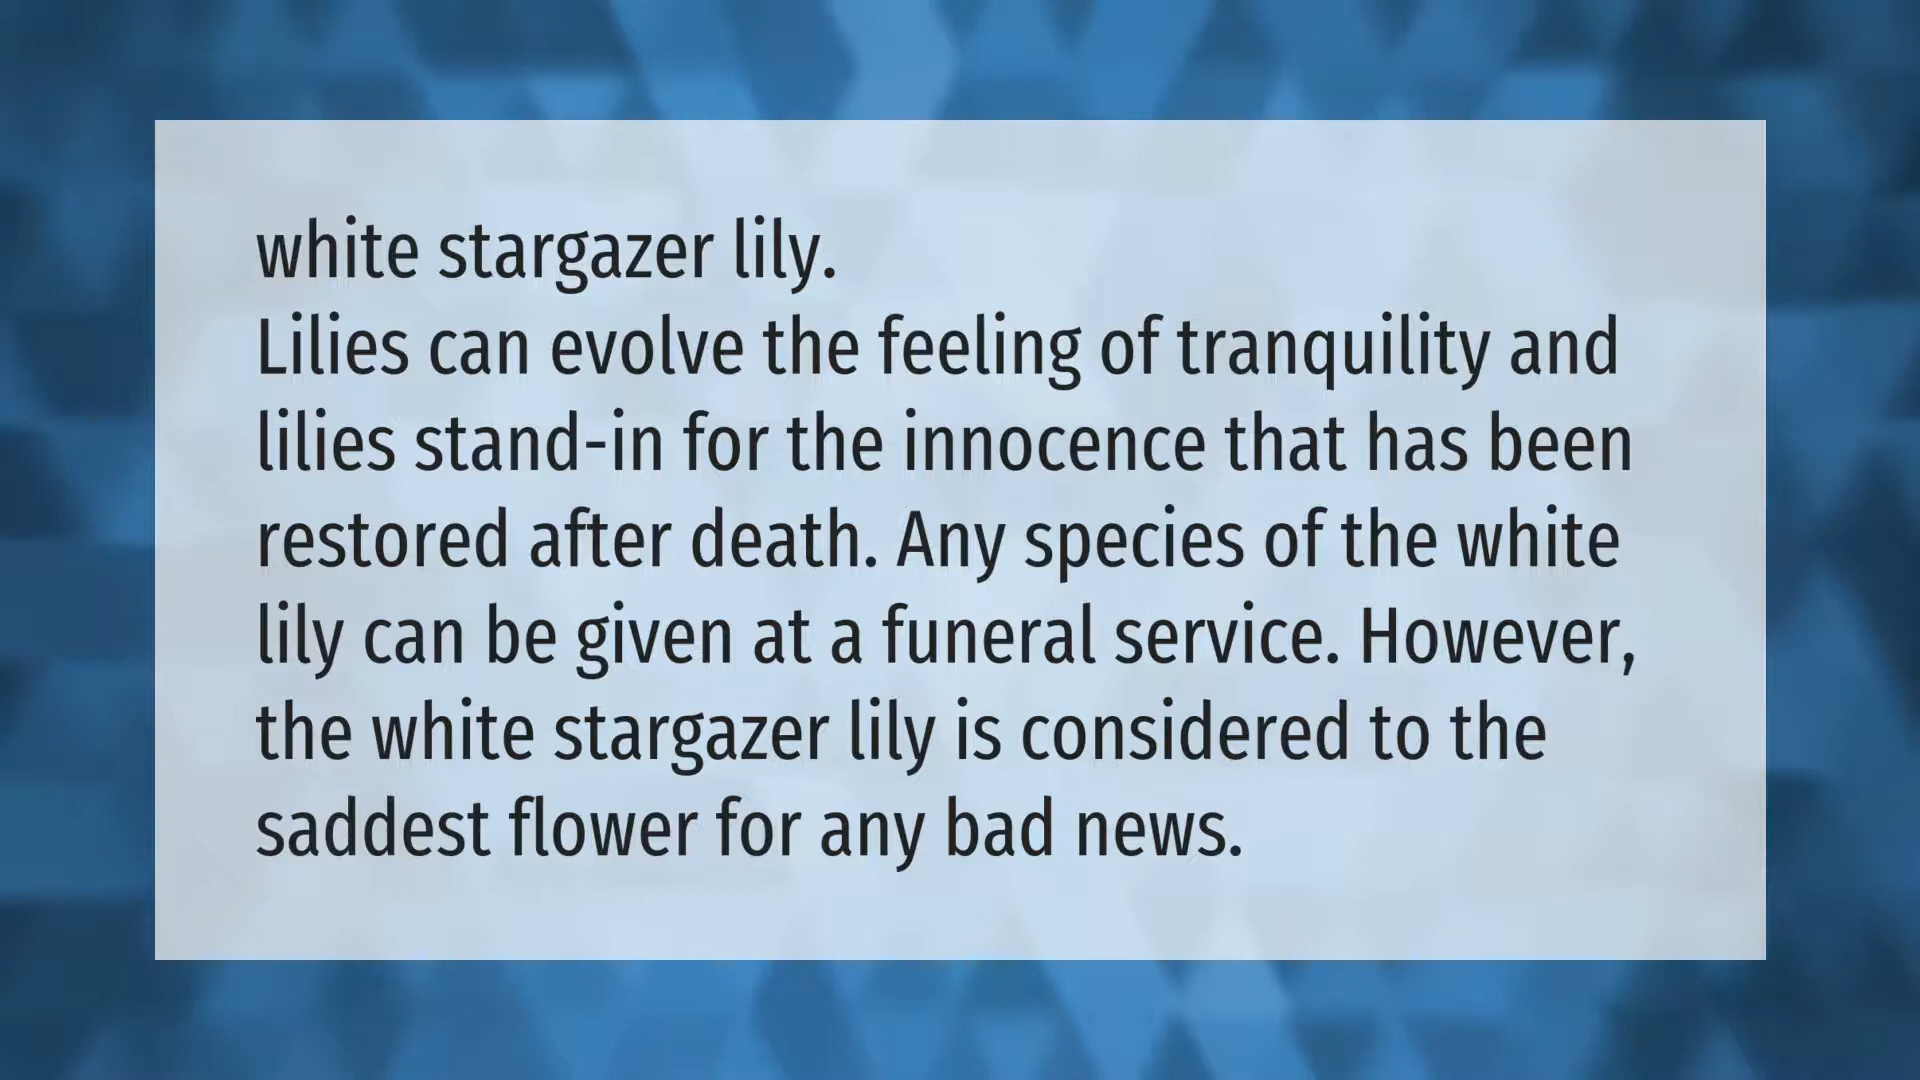 white stargazer lily.
Lilies can evolve the feeling of tranquility and
lilies stand-in for the innocence that has been
restored after death. Any species of the white
lily can be given at a funeral service. However,
the white stargazer lily is considered to the
saddest flower for any bad news.